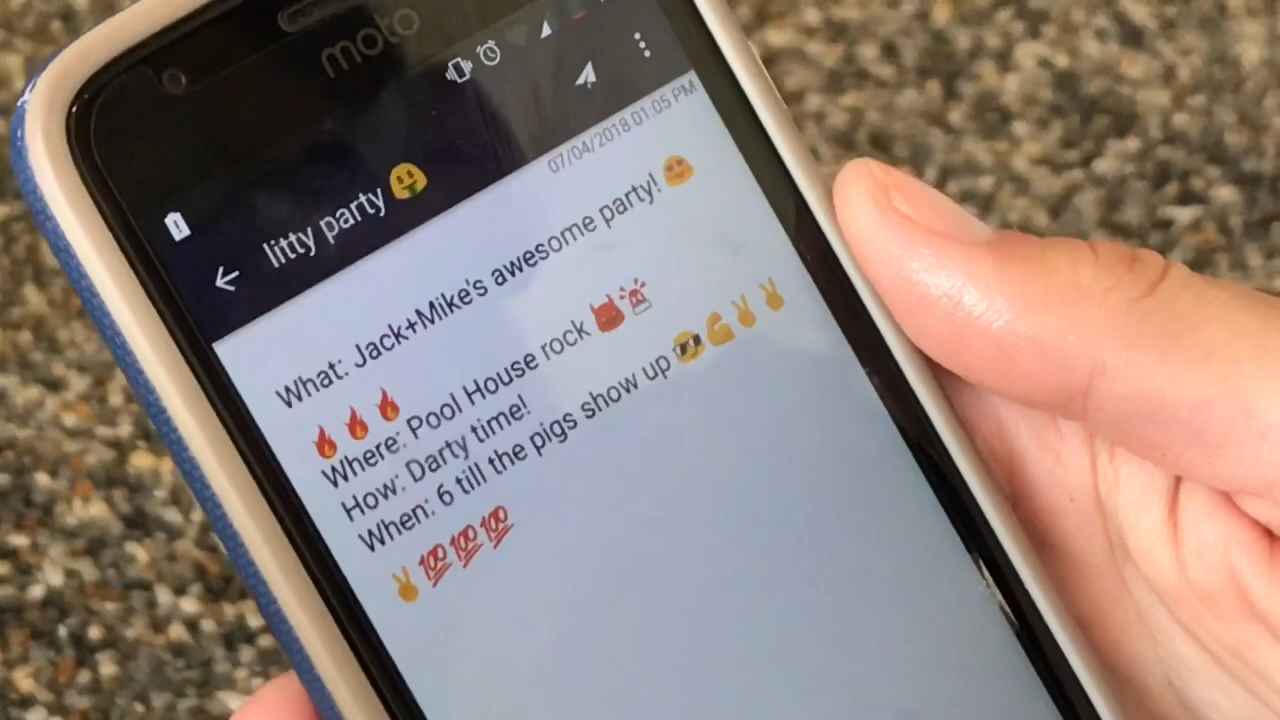 moto
litty party 🤑
07/04/2018 01:05 PM
What: Jack+Mike's awesome party! 😍
🔥🔥🔥
Where: Pool House rock 👹🚨
How: Darty time!
When: 6 till the pigs show up 😎💪✌✌
✌💯💯💯